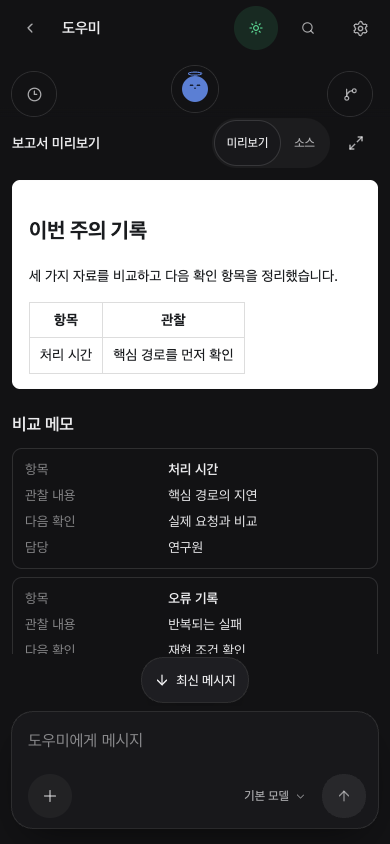 도우미
보고서 미리보기
미리보기 소스
이번 주의 기록
세 가지 자료를 비교하고 다음 확인 항목을 정리했습니다.
항목 관찰
처리 시간 핵심 경로를 먼저 확인
비교 메모
항목 처리 시간
관찰 내용 핵심 경로의 지연
다음 확인 실제 요청과 비교
담당 연구원
항목 오류 기록
관찰 내용 반복되는 실패
다음 확인 재현 조건 확인
최신 메시지
도우미에게 메시지
기본 모델